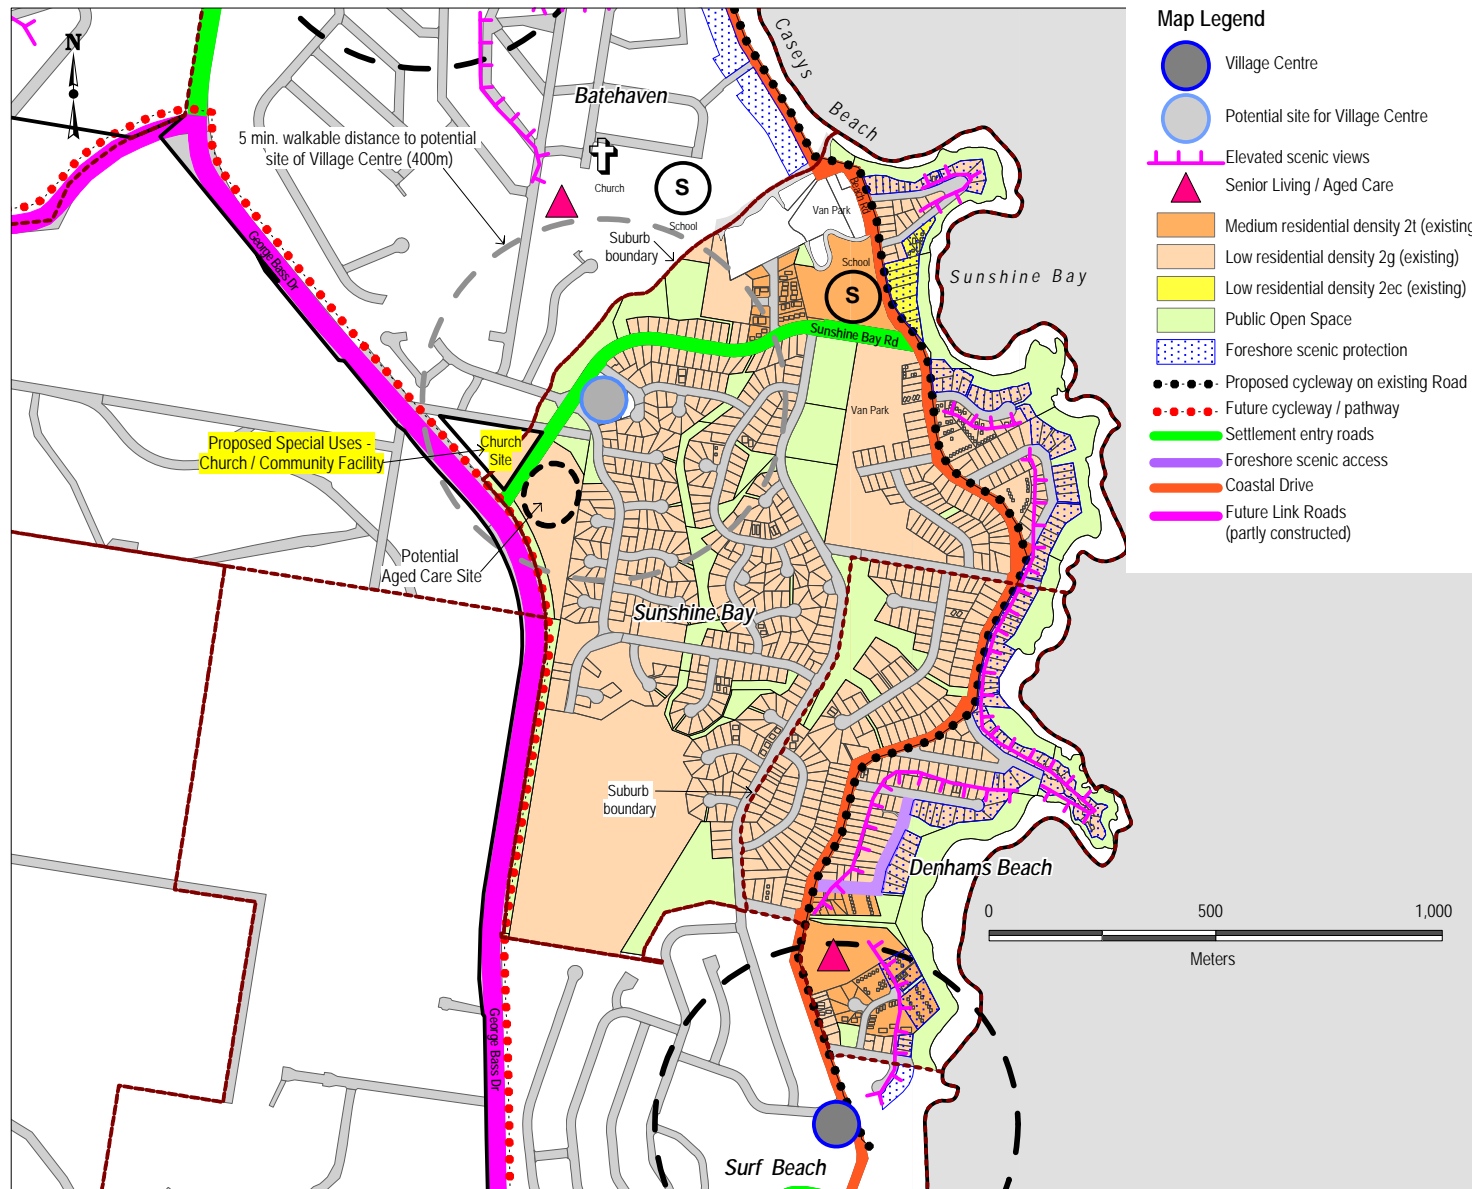 Map Legend
Village Centre
Potential site for Village Centre
Elevated scenic views
Senior Living / Aged Care
Medium residential density 2t (existing
Low residential density 2g (existing)
Low residential density 2ec (existing)
Public Open Space
Foreshore scenic protection
Proposed cycleway on existing Road
Future cycleway / pathway
Settlement entry roads
Foreshore scenic access
Coastal Drive
Future Link Roads
(partly constructed)
N
Caseys
Beach
Batehaven
5 min. walkable distance to potential
site of Village Centre (400m)
Church
S
School
Suburb
boundary
Van Park
Beach Rd
School
S
Sunshine Bay
George Bass Dr
Sunshine Bay Rd
Van Park
Proposed Special Uses -
Church / Community Facility
Church
Site
Potential
Aged Care Site
Sunshine Bay
Suburb
boundary
Denhams Beach
0 500 1,000
Meters
George Bass Dr
Surf Beach